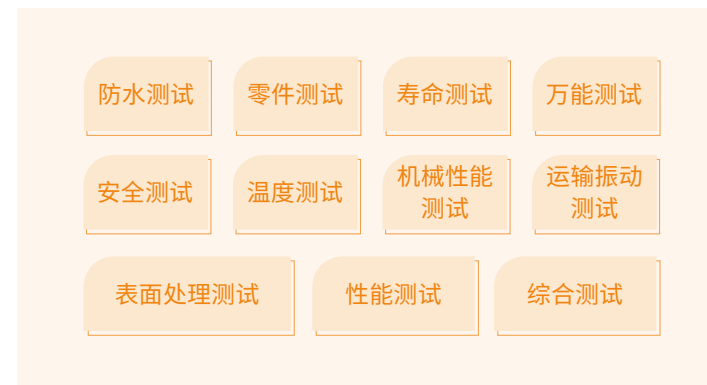 防水测试
零件测试
寿命测试
万能测试
安全测试
温度测试
机械性能
测试
运输振动
测试
表面处理测试
性能测试
综合测试